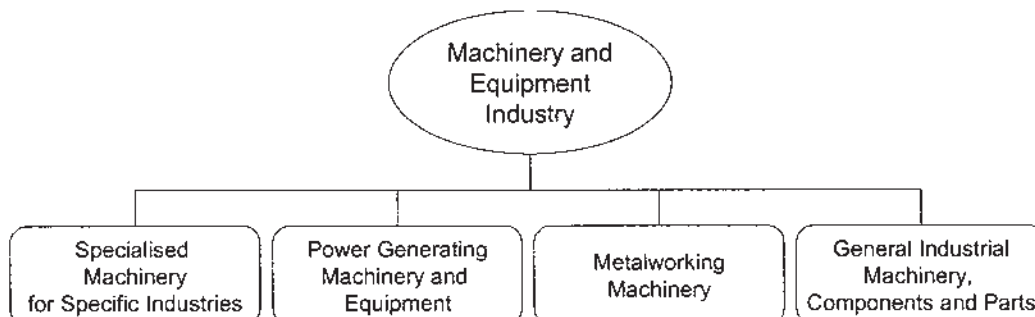 Machinery and
Equipment
Industry
Specialised
Machinery
for Specific Industries
Power Generating
Machinery and
Equipment
Metalworking
Machinery
General Industrial
Machinery,
Components and Parts